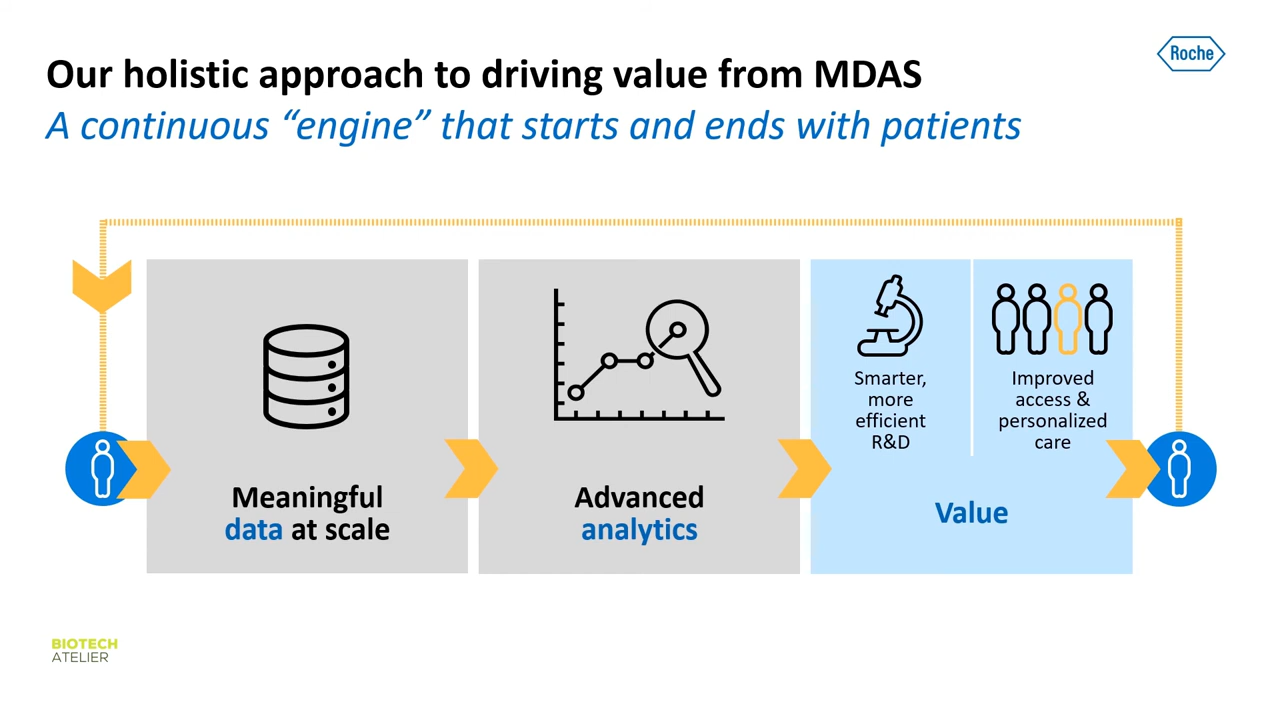 Our holistic approach to driving value from MDAS
A continuous “engine” that starts and ends with patients
Roche
Meaningful
data at scale
Advanced
analytics
Smarter,
more
efficient
R&D
Improved
access &
personalized
care
Value
BIOTECH
ATELIER